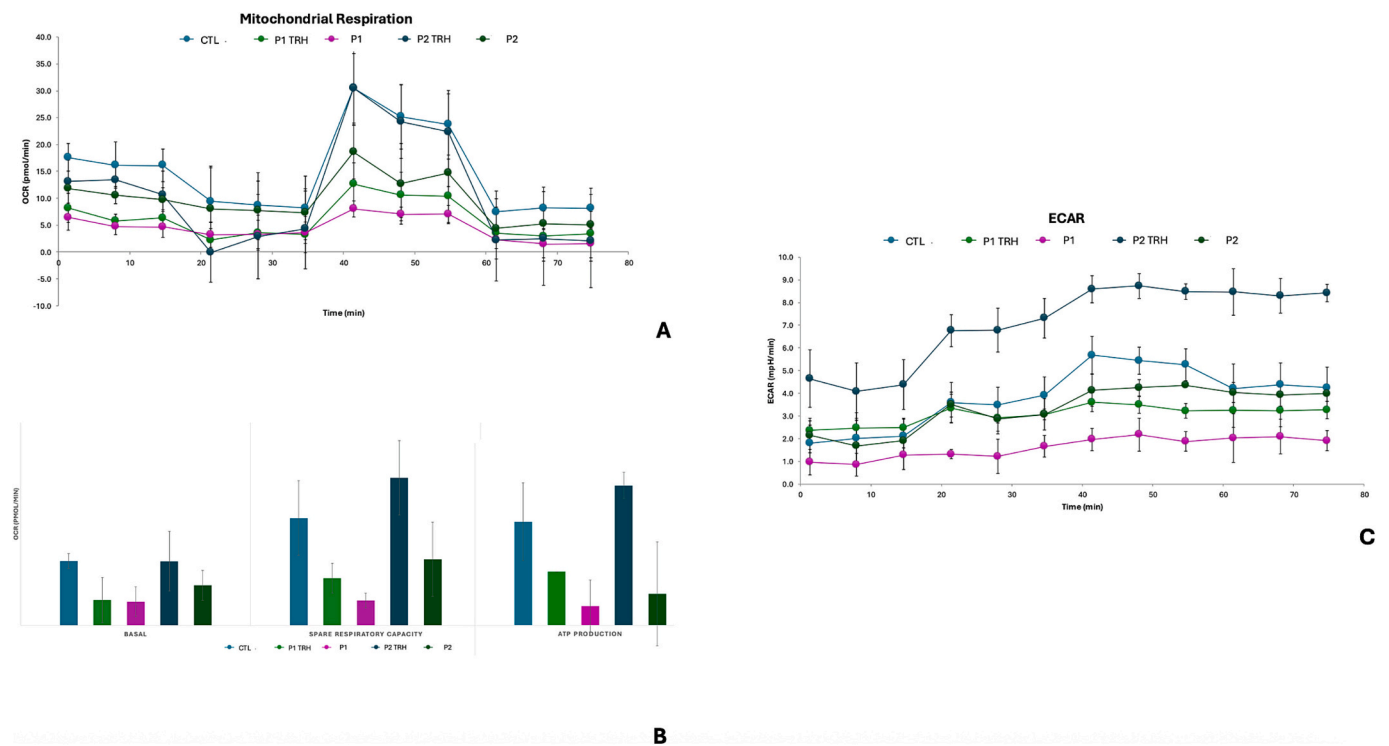 Mitochondrial Respiration
CTL . P1 TRH P1 P2 TRH P2
40.0
35.0
30.0
25.0
20.0
15.0
10.0
5.0
0.0
-5.0
-10.0
OCR (pmol/min)
0 10 20 30 40 50 60 70 80
Time (min)
A
OCR (PMOL/MIN)
BASAL SPARE RESPIRATORY CAPACITY ATP PRODUCTION
CTL . P1 TRH P1 P2 TRH P2
B
ECAR
CTL . P1 TRH P1 P2 TRH P2
10.0
9.0
8.0
7.0
6.0
5.0
4.0
3.0
2.0
1.0
0.0
ECAR (mpH/min)
0 10 20 30 40 50 60 70 80
Time (min)
C